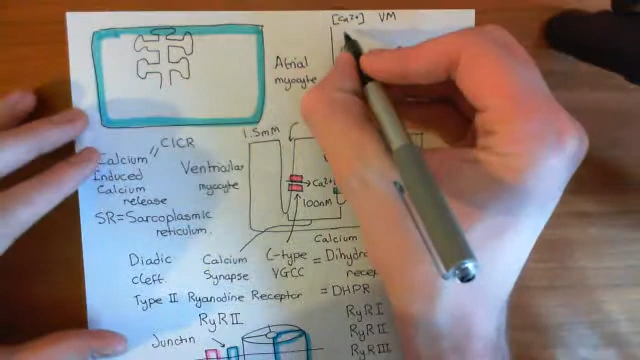 [Ca²⁺] VM
Atrial
myocyte
CICR
Calcium
Induced
Calcium
release
SR = Sarcoplasmic
reticulum.
Ventricular
myocyte
1.5mM
Ca²⁺
100nM
Calcium
Diadic
cleft.
Calcium
Synapse
L-type
VGCC
= Dihydro
recep
= DHPR
Type II Ryanodine Receptor
RyR II
Junctin
RyR I
RyR II
RyR III